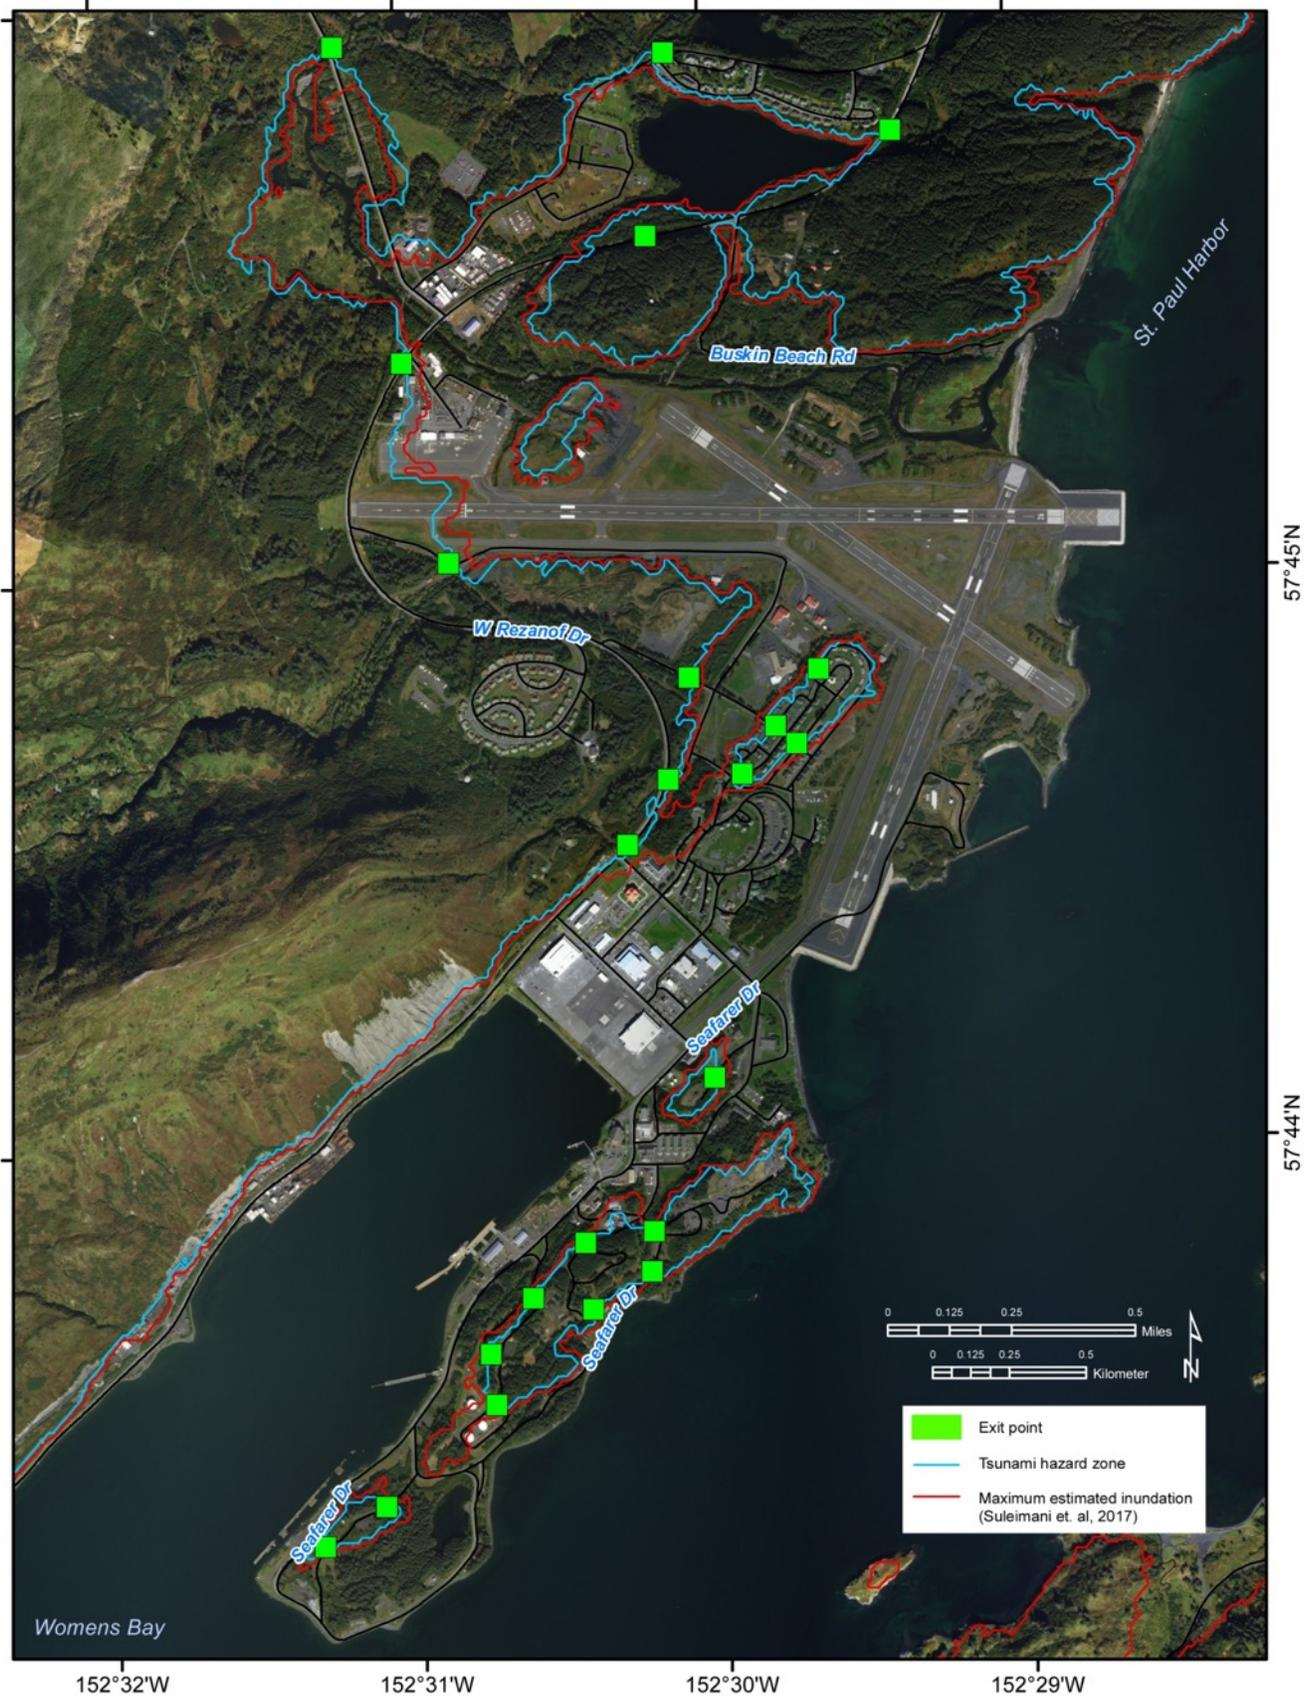 St. Paul Harbor
Buskin Beach Rd
57°45'N
W Rezanof Dr
Seafarer Dr
57°44'N
Seafarer Dr
0 0.125 0.25 0.5
Miles
0 0.125 0.25 0.5
Kilometer
N
Exit point
Tsunami hazard zone
Maximum estimated inundation
(Suleimani et. al, 2017)
Seafarer Dr
Womens Bay
152°32'W 152°31'W 152°30'W 152°29'W